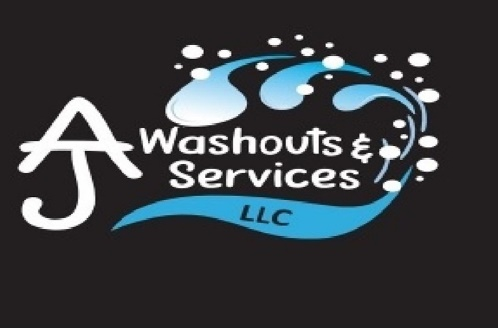 AJ
Washouts &
Services
LLC